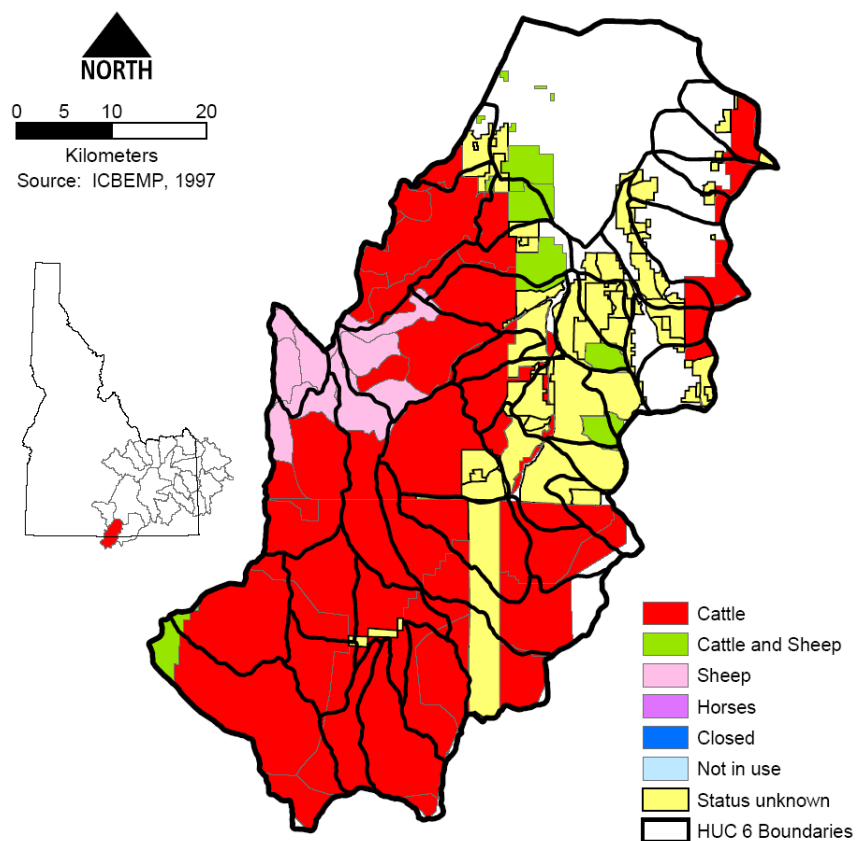 NORTH
0 5 10 20
Kilometers
Source: ICBEMP, 1997
Cattle
Cattle and Sheep
Sheep
Horses
Closed
Not in use
Status unknown
HUC 6 Boundaries